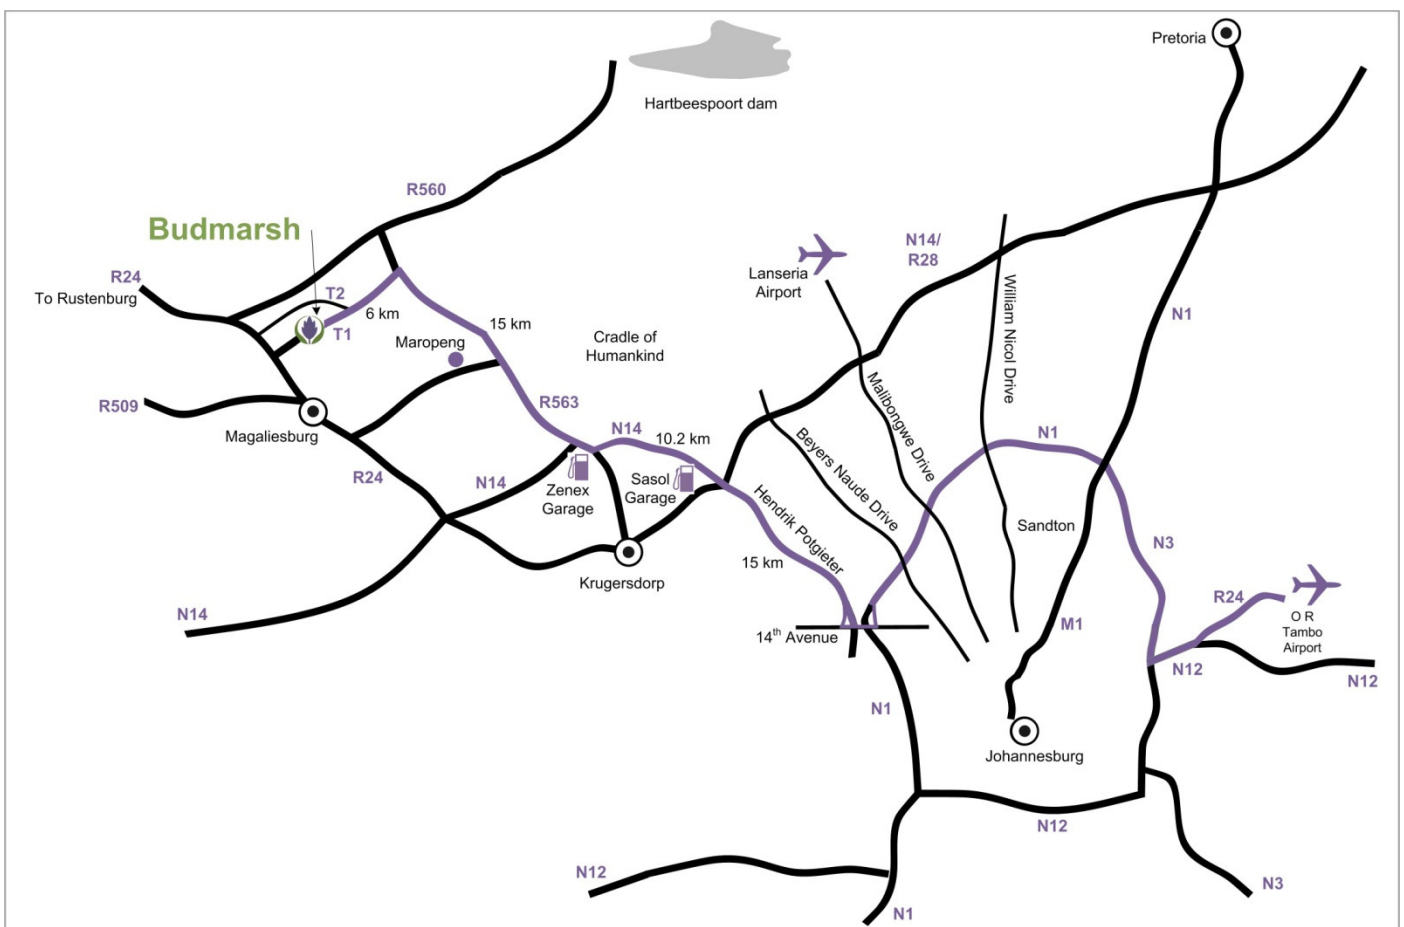 Pretoria
Hartbeespoort dam
R560
Budmarsh
N14/
R28
Lanseria
Airport
R24
To Rustenburg
T2
6 km
T1
15 km
William Nicol Drive
N1
Maropeng
Cradle of
Humankind
R509
R563
Malibongwe Drive
Magaliesburg
N14
10.2 km
Beyers Naude Drive
N1
R24
N14
Zenex
Garage
Sasol
Garage
Hendrik Potgieter
Sandton
N3
15 km
Krugersdorp
R24
N14
14th Avenue
M1
O R
Tambo
Airport
N12
N12
N1
Johannesburg
N12
N12
N3
N1